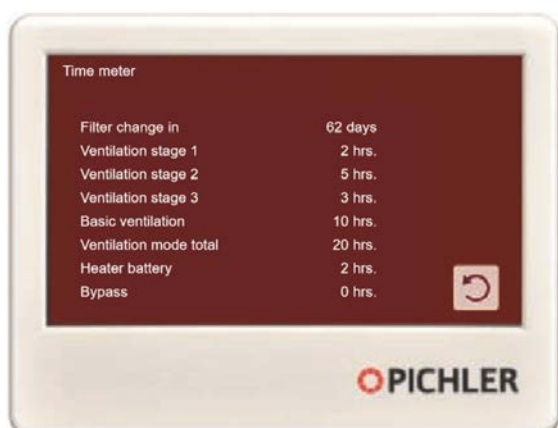 Time meter
Filter change in 62 days
Ventilation stage 1 2 hrs.
Ventilation stage 2 5 hrs.
Ventilation stage 3 3 hrs.
Basic ventilation 10 hrs.
Ventilation mode total 20 hrs.
Heater battery 2 hrs.
Bypass 0 hrs.
PICHLER